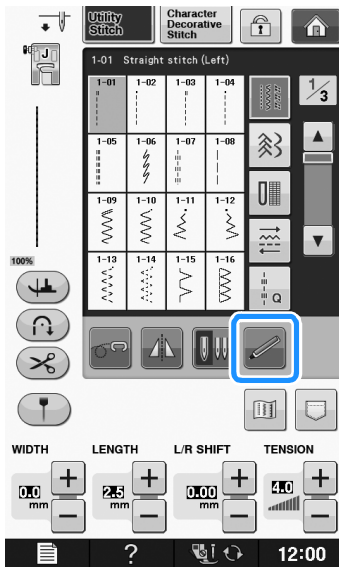 Utility
Stitch
Character
Decorative
Stitch
J
1-01 Straight stitch (Left)
1/3
1-01 1-02 1-03 1-04
1-05 1-06 1-07 1-08
1-09 1-10 1-11 1-12
1-13 1-14 1-15 1-16
Q
100%
WIDTH LENGTH L/R SHIFT TENSION
0.0 mm + −
2.5 mm + −
0.00 mm + −
4.0 + −
? 12:00